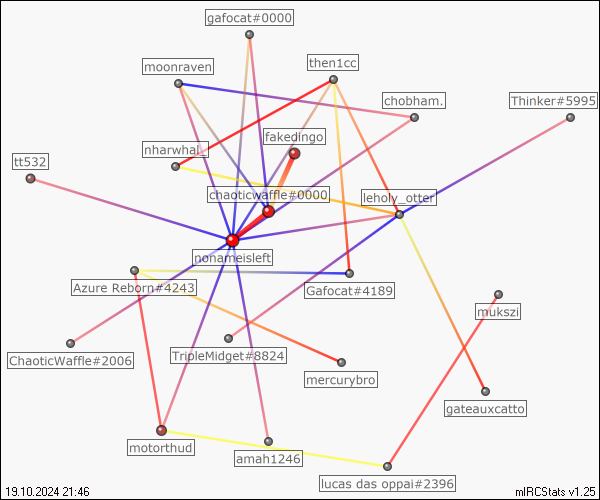 gafocat#0000
moonraven
then1cc
chobham.
Thinker#5995
fakedingo
nharwhal_
tt532
chaoticwaffle#0000
leholy_otter
nonameisleft
Azure Reborn#4243
Gafocat#4189
mukszi
ChaoticWaffle#2006
TripleMidget#8824
mercurybro
gateauxcatto
motorthud
amah1246
lucas das oppai#2396
19.10.2024 21:46
mIRCStats v1.25